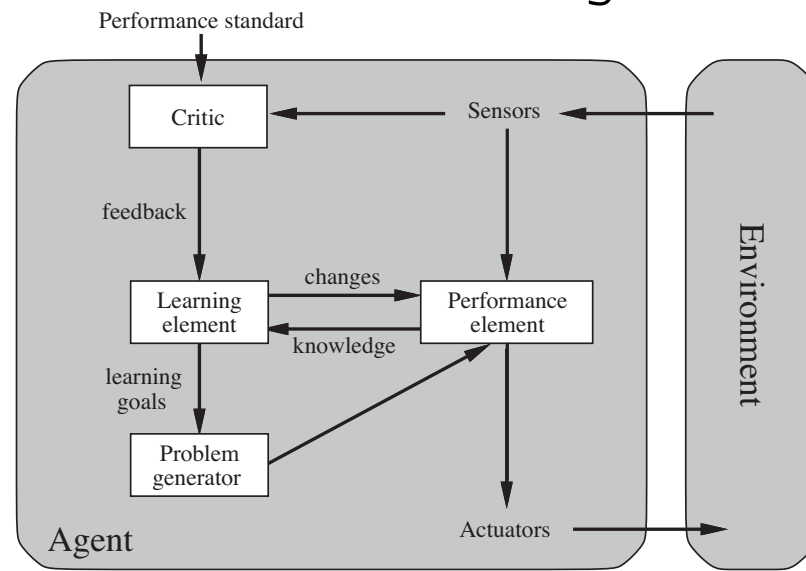 Performance standard
Critic
Sensors
feedback
changes
Learning
element
Performance
element
knowledge
learning
goals
Problem
generator
Agent
Actuators
Environment